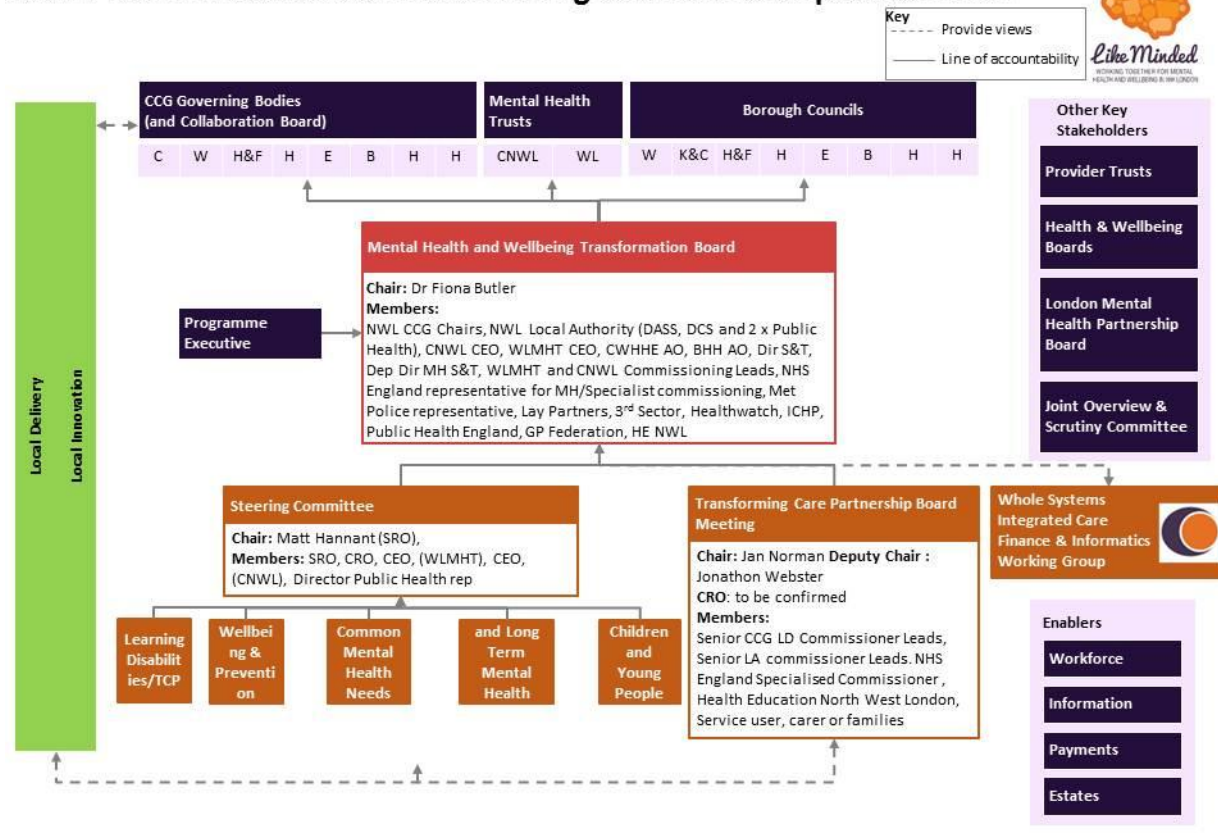 Key
Provide views
Line of accountability
Like Minded
WORKING TOGETHER FOR MENTAL
HEALTH AND WELLBEING IN NW LONDON
CCG Governing Bodies
(and Collaboration Board)
C W H&F H E B H H
Mental Health
Trusts
CNWL WL
Borough Councils
W K&C H&F H E B H H
Other Key
Stakeholders
Provider Trusts
Health & Wellbeing
Boards
London Mental
Health Partnership
Board
Joint Overview &
Scrutiny Committee
Local Delivery
Local Innovation
Programme
Executive
Mental Health and Wellbeing Transformation Board
Chair: Dr Fiona Butler
Members:
NWL CCG Chairs, NWL Local Authority (DASS, DCS and 2 x Public
Health), CNWL CEO, WLMHT CEO, CWHHE AO, BHH AO, Dir S&T,
Dep Dir MH S&T, WLMHT and CNWL Commissioning Leads, NHS
England representative for MH/Specialist commissioning, Met
Police representative, Lay Partners, 3rd Sector, Healthwatch, ICHP,
Public Health England, GP Federation, HE NWL
Steering Committee
Chair: Matt Hannant (SRO),
Members: SRO, CRO, CEO, (WLMHT), CEO,
(CNWL), Director Public Health rep
Learning
Disabilit
ies/TCP
Wellbei
ng &
Preventi
on
Common
Mental
Health
Needs
and Long
Term
Mental
Health
Children
and
Young
People
Transforming Care Partnership Board
Meeting
Chair: Jan Norman Deputy Chair :
Jonathon Webster
CRO: to be confirmed
Members:
Senior CCG LD Commissioner Leads,
Senior LA commissioner Leads. NHS
England Specialised Commissioner ,
Health Education North West London,
Service user, carer or families
Whole Systems
Integrated Care
Finance & Informatics
Working Group
Enablers
Workforce
Information
Payments
Estates